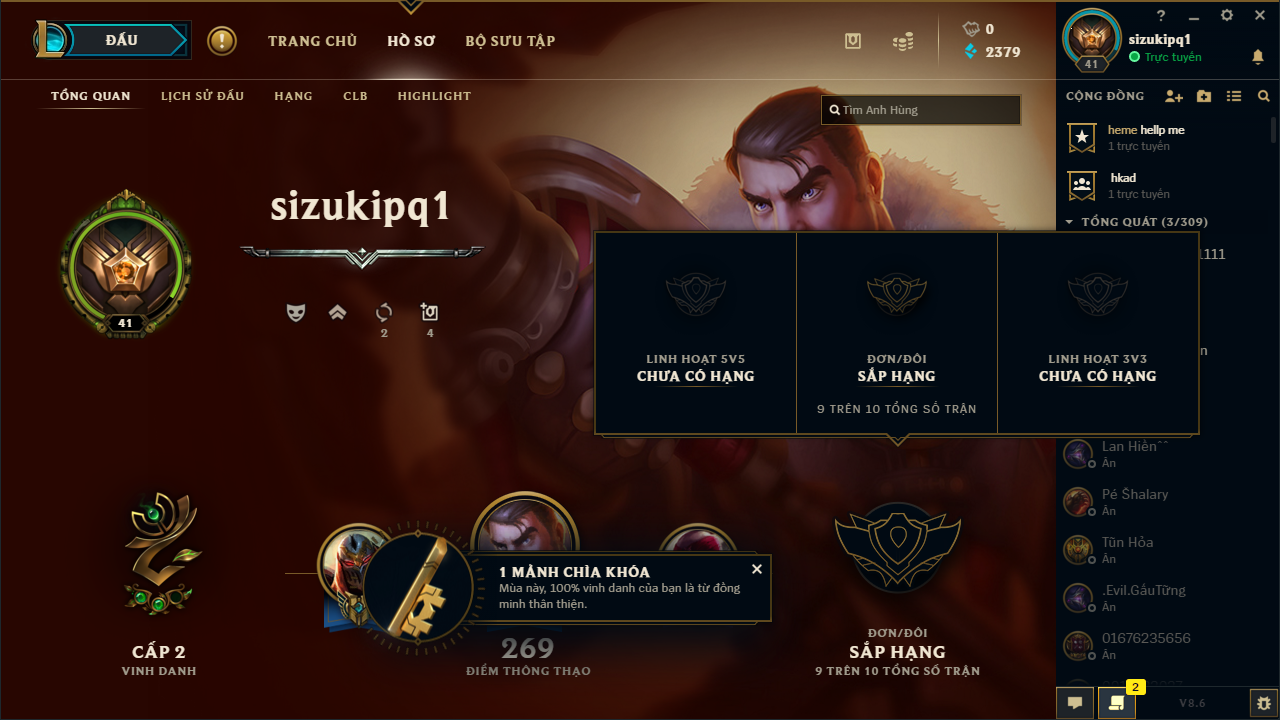 ĐẤU
TRANG CHỦ
HỒ SƠ
BỘ SƯU TẬP
0
2379
?
sizukipq1
Trực tuyến
41
TỔNG QUAN
LỊCH SỬ ĐẤU
HẠNG
CLB
HIGHLIGHT
Tìm Anh Hùng
CỘNG ĐỒNG
heme hellp me
1 trực tuyến
hkad
1 trực tuyến
TỔNG QUÁT (3/309)
sizukipq1
41
2
4
LINH HOẠT 5V5
CHƯA CÓ HẠNG
ĐƠN/ĐÔI
SẮP HẠNG
9 TRÊN 10 TỔNG SỐ TRẬN
LINH HOẠT 3V3
CHƯA CÓ HẠNG
Lan Hiền^^
Ẩn
Pé Šhalary
Ẩn
Tũn Hỏa
Ẩn
.Evil.GấuTững
Ẩn
01676235656
Ẩn
1 MẢNH CHÌA KHÓA
Mùa này, 100% vinh danh của bạn là từ đồng
minh thân thiện.
CẤP 2
VINH DANH
269
ĐIỂM THÔNG THẠO
ĐƠN/ĐÔI
SẮP HẠNG
9 TRÊN 10 TỔNG SỐ TRẬN
2
V8.6